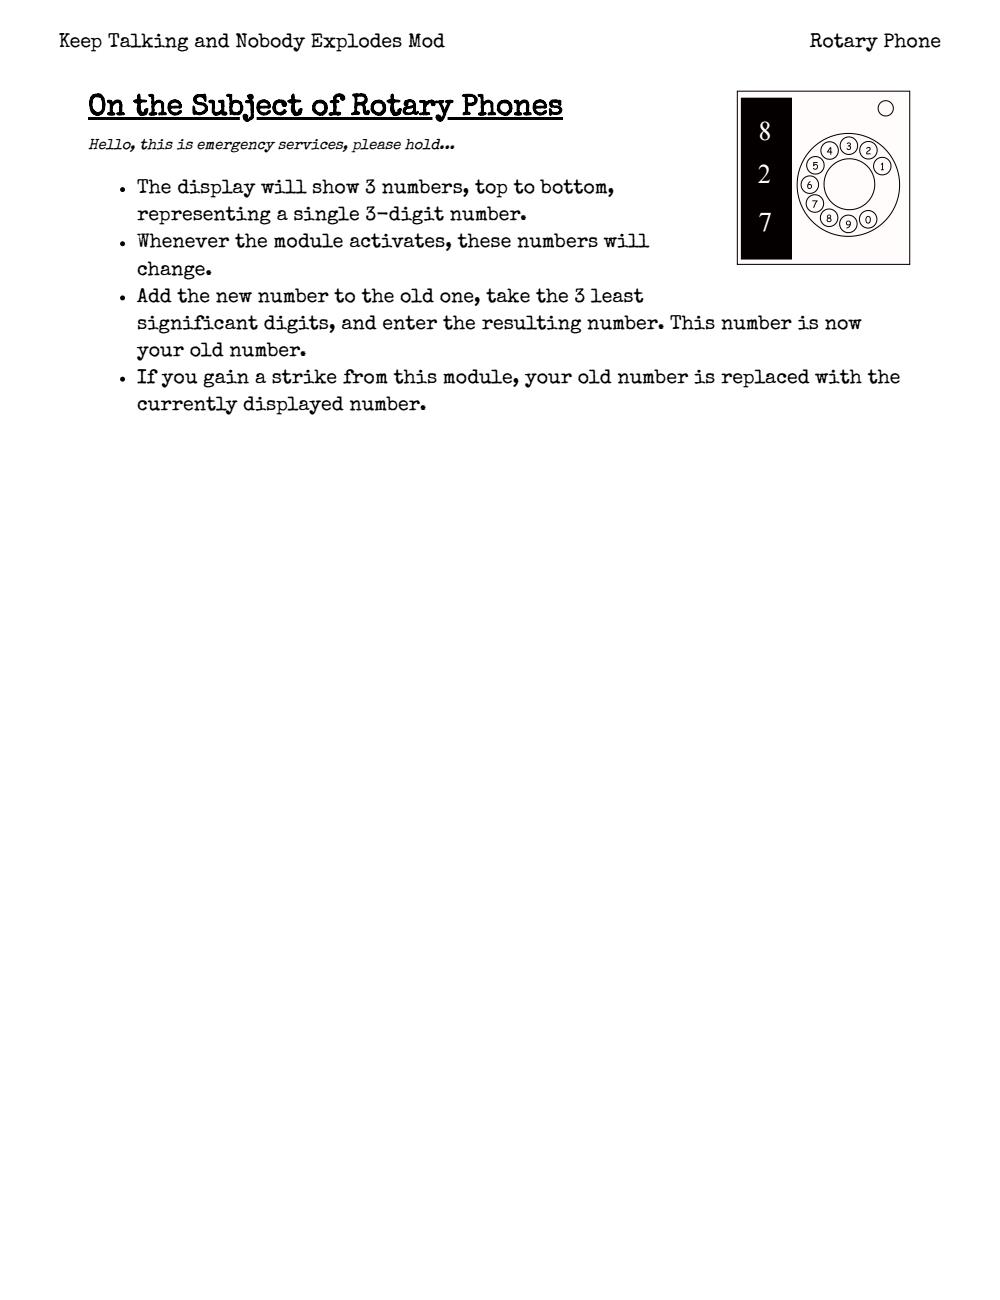 Keep Talking and Nobody Explodes Mod
Rotary Phone
On the Subject of Rotary Phones
Hello, this is emergency services, please hold...
• The display will show 3 numbers, top to bottom,
representing a single 3-digit number.
• Whenever the module activates, these numbers will
change.
• Add the new number to the old one, take the 3 least
significant digits, and enter the resulting number. This number is now
your old number.
• If you gain a strike from this module, your old number is replaced with the
currently displayed number.
8
2
7
3
4
2
5
1
6
7
8
9
0